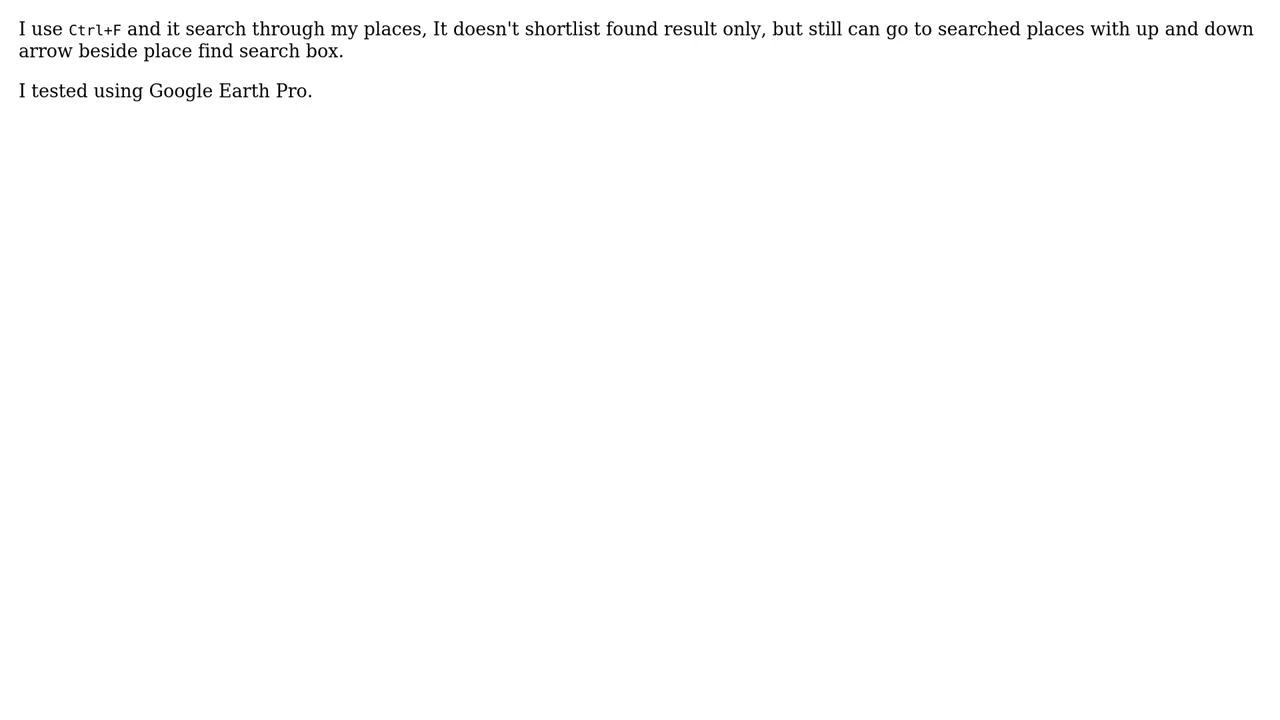 I use Ctrl+F and it search through my places, It doesn't shortlist found result only, but still can go to searched places with up and down
arrow beside place find search box.
I tested using Google Earth Pro.